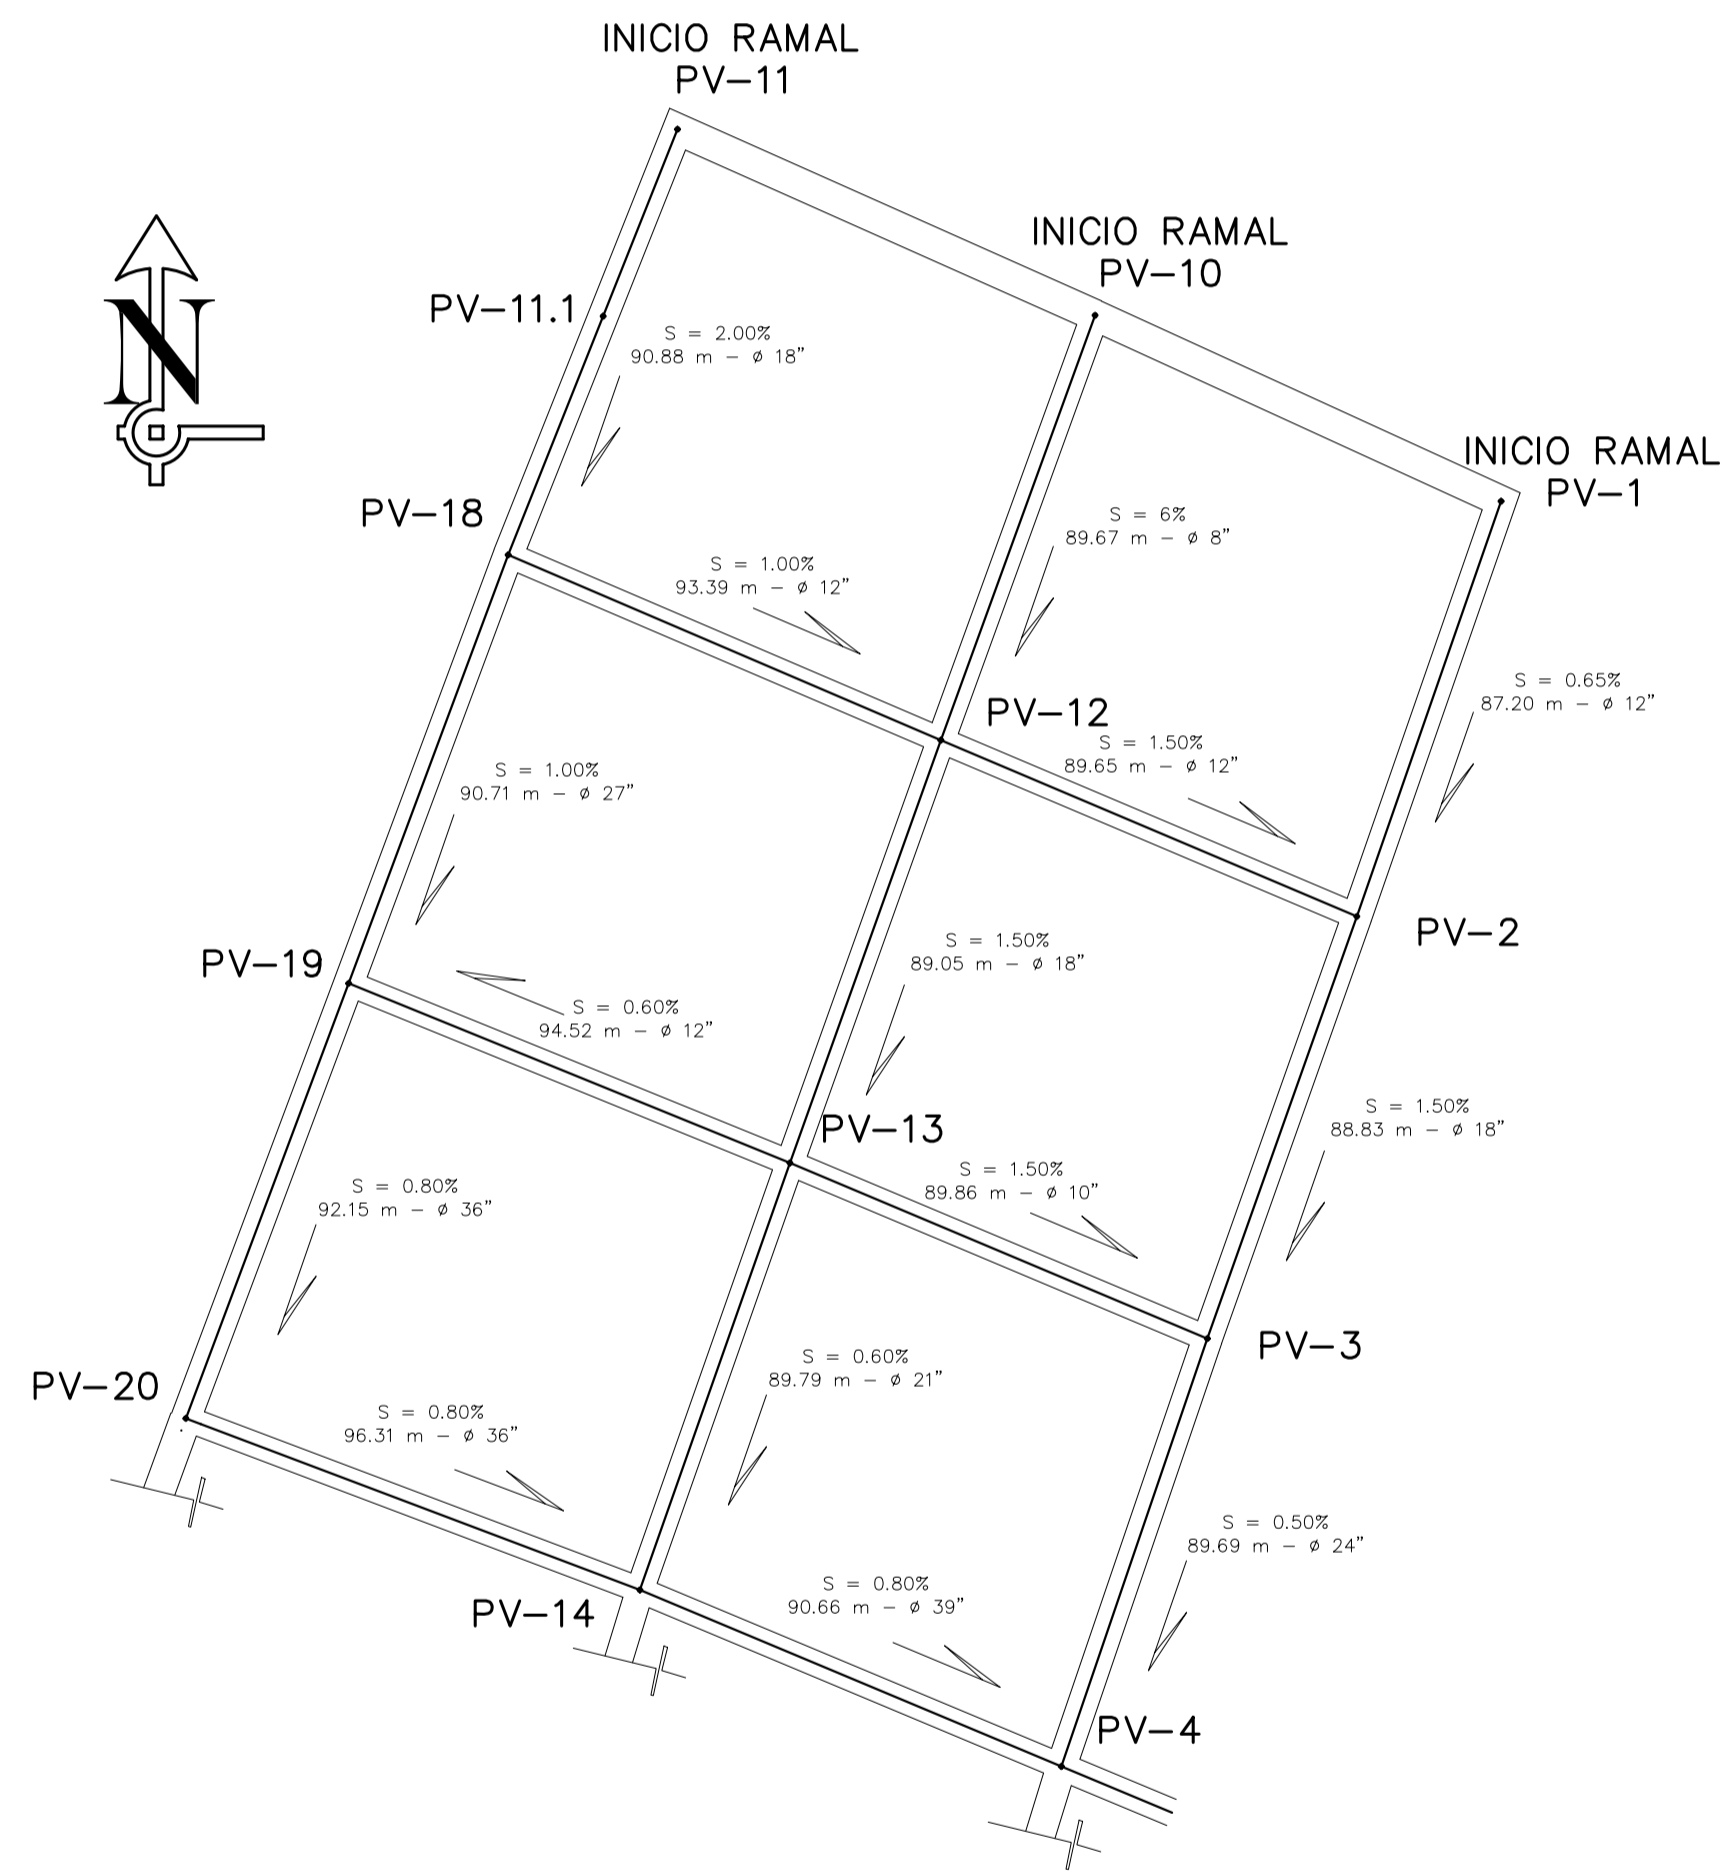 INICIO RAMAL
PV-11
INICIO RAMAL
PV-10
N
PV-11.1
S = 2.00%
90.88 m - ø 18"
INICIO RAMAL
PV-1
PV-18
S = 6%
89.67 m - ø 8"
S = 1.00%
93.39 m - ø 12"
S = 0.65%
87.20 m - ø 12"
PV-12
S = 1.50%
89.65 m - ø 12"
S = 1.00%
90.71 m - ø 27"
PV-2
S = 1.50%
89.05 m - ø 18"
PV-19
S = 0.60%
94.52 m - ø 12"
PV-13
S = 1.50%
88.83 m - ø 18"
S = 1.50%
89.86 m - ø 10"
S = 0.80%
92.15 m - ø 36"
PV-3
S = 0.60%
89.79 m - ø 21"
PV-20
S = 0.80%
96.31 m - ø 36"
S = 0.50%
89.69 m - ø 24"
S = 0.80%
90.66 m - ø 39"
PV-14
PV-4